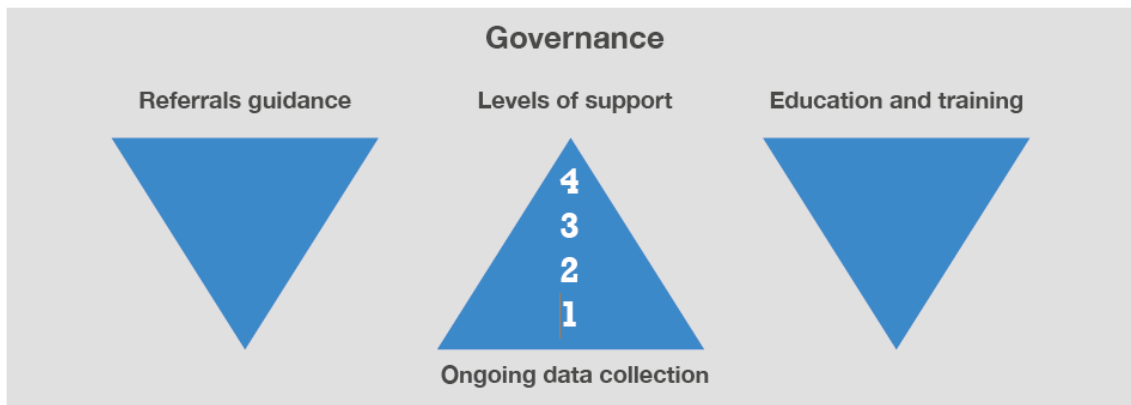 Governance
Referrals guidance
Levels of support
Education and training
4
3
2
1
Ongoing data collection